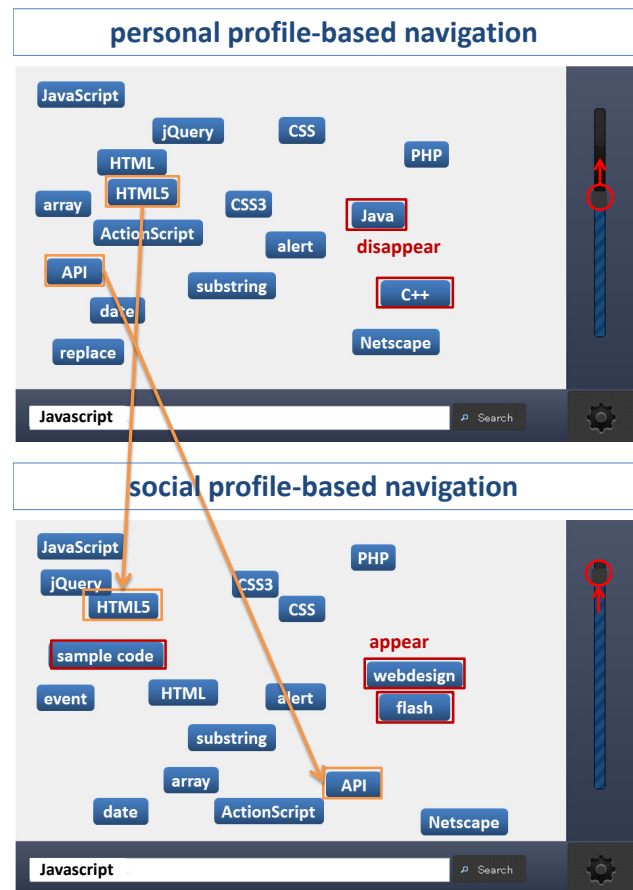 personal profile-based navigation
JavaScript
jQuery
CSS
HTML
PHP
HTML5
array
CSS3
Java
ActionScript
alert
disappear
API
substring
C++
date
Netscape
replace
Javascript
Search
social profile-based navigation
JavaScript
PHP
jQuery
CSS3
HTML5
CSS
appear
sample code
webdesign
event
HTML
alert
flash
substring
array
API
date
ActionScript
Netscape
Javascript
Search